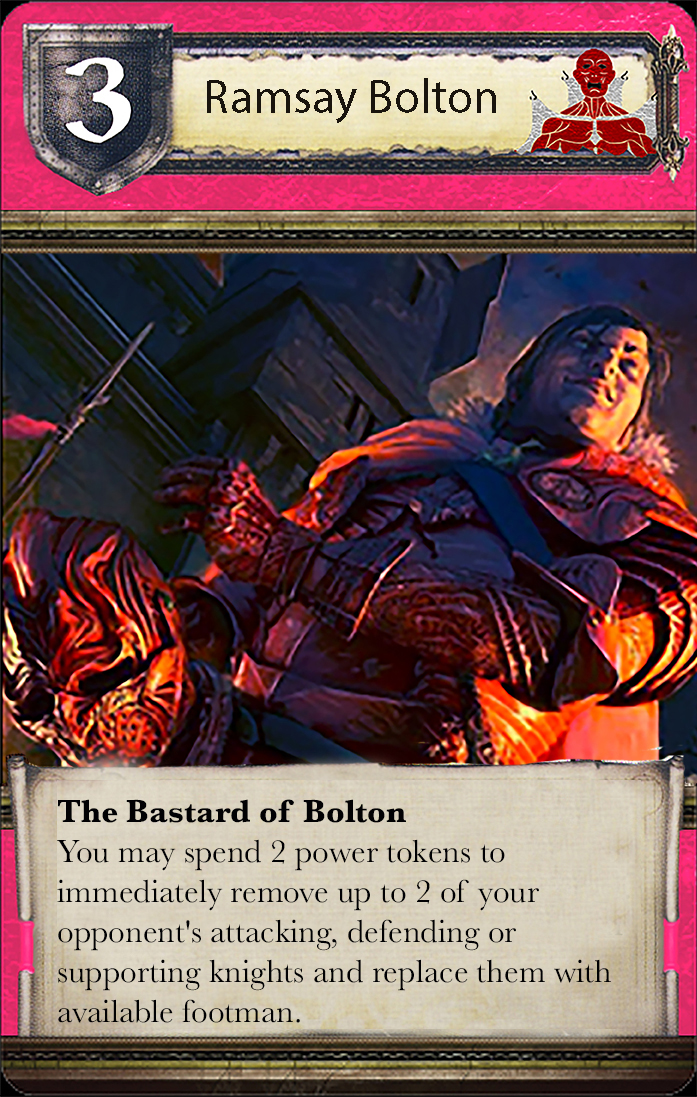 3
Ramsay Bolton
The Bastard of Bolton
You may spend 2 power tokens to
immediately remove up to 2 of your
opponent's attacking, defending or
supporting knights and replace them with
available footman.